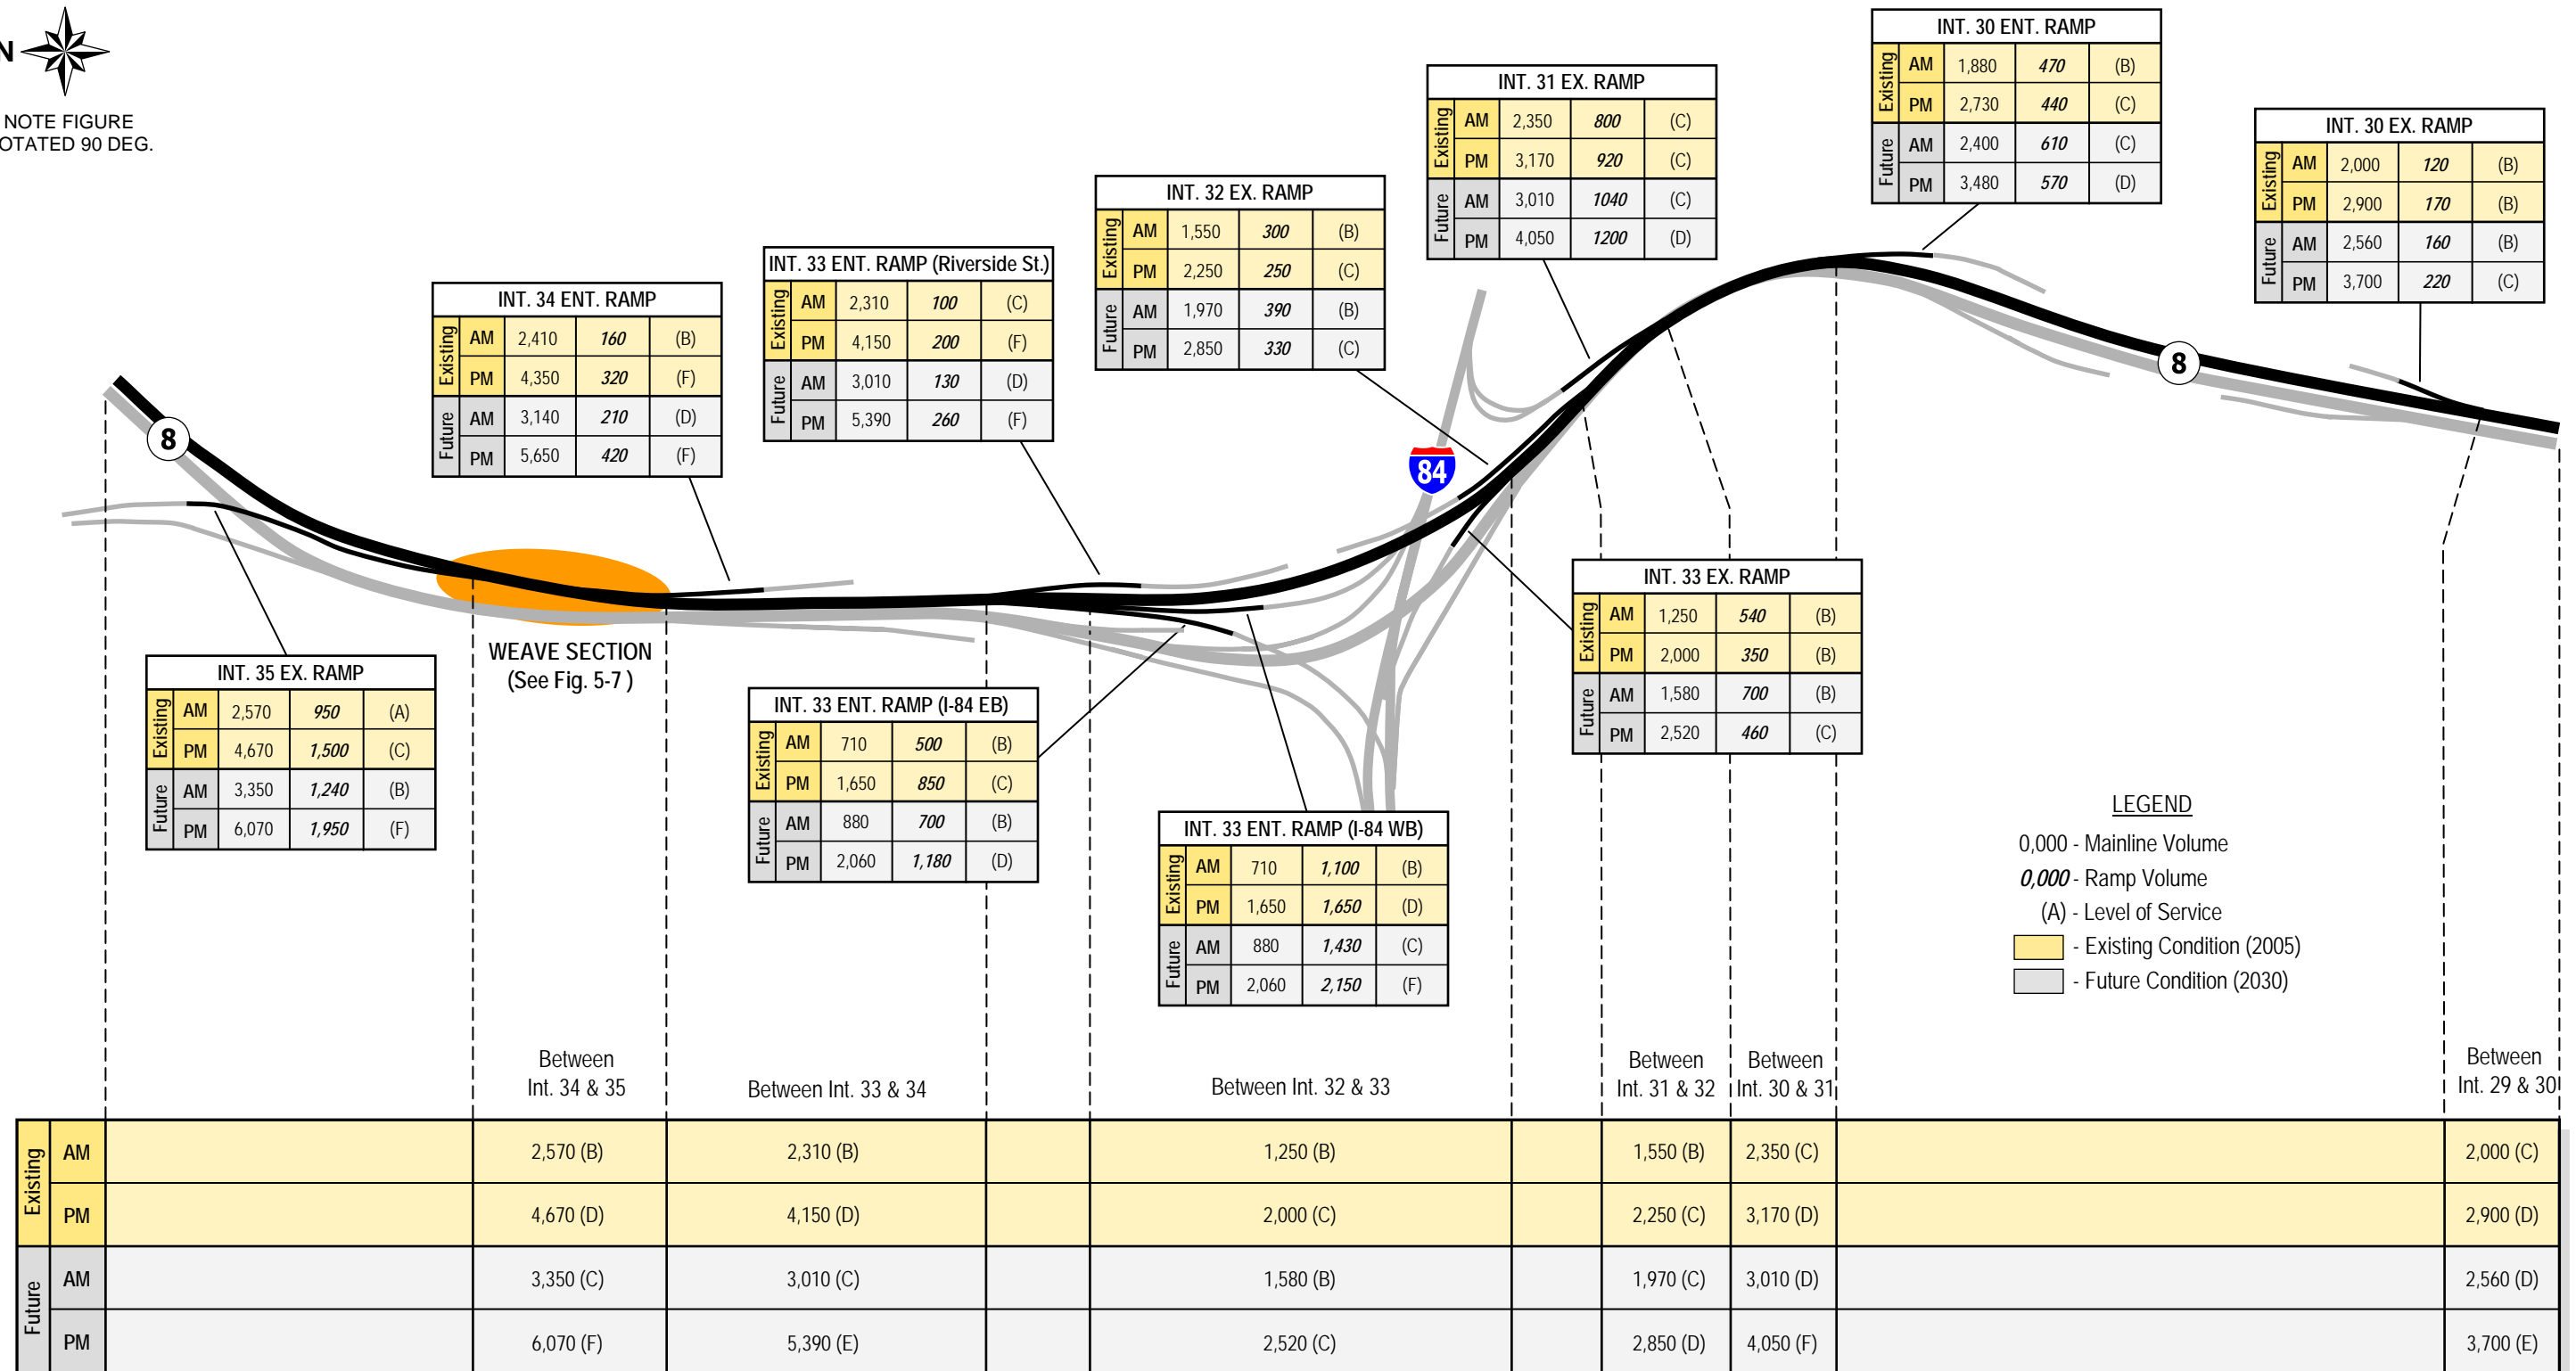 N
NOTE FIGURE
OTATED 90 DEG.
INT. 30 ENT. RAMP
Existing AM 1,880 470 (B)
PM 2,730 440 (C)
Future AM 2,400 610 (C)
PM 3,480 570 (D)
INT. 31 EX. RAMP
Existing AM 2,350 800 (C)
PM 3,170 920 (C)
Future AM 3,010 1040 (C)
PM 4,050 1200 (D)
INT. 30 EX. RAMP
Existing AM 2,000 120 (B)
PM 2,900 170 (B)
Future AM 2,560 160 (B)
PM 3,700 220 (C)
INT. 32 EX. RAMP
Existing AM 1,550 300 (B)
PM 2,250 250 (C)
Future AM 1,970 390 (B)
PM 2,850 330 (C)
INT. 33 ENT. RAMP (Riverside St.)
Existing AM 2,310 100 (C)
PM 4,150 200 (F)
Future AM 3,010 130 (D)
PM 5,390 260 (F)
INT. 34 ENT. RAMP
Existing AM 2,410 160 (B)
PM 4,350 320 (F)
Future AM 3,140 210 (D)
PM 5,650 420 (F)
8
8
84
INT. 33 EX. RAMP
Existing AM 1,250 540 (B)
PM 2,000 350 (B)
Future AM 1,580 700 (B)
PM 2,520 460 (C)
WEAVE SECTION
(See Fig. 5-7 )
INT. 35 EX. RAMP
Existing AM 2,570 950 (A)
PM 4,670 1,500 (C)
Future AM 3,350 1,240 (B)
PM 6,070 1,950 (F)
INT. 33 ENT. RAMP (I-84 EB)
Existing AM 710 500 (B)
PM 1,650 850 (C)
Future AM 880 700 (B)
PM 2,060 1,180 (D)
INT. 33 ENT. RAMP (I-84 WB)
Existing AM 710 1,100 (B)
PM 1,650 1,650 (D)
Future AM 880 1,430 (C)
PM 2,060 2,150 (F)
LEGEND
0,000 - Mainline Volume
0,000 - Ramp Volume
(A) - Level of Service
- Existing Condition (2005)
- Future Condition (2030)
Between
Int. 34 & 35
Between Int. 33 & 34
Between Int. 32 & 33
Between
Int. 31 & 32
Between
Int. 30 & 31
Between
Int. 29 & 30
Existing AM 2,570 (B) 2,310 (B) 1,250 (B) 1,550 (B) 2,350 (C) 2,000 (C)
PM 4,670 (D) 4,150 (D) 2,000 (C) 2,250 (C) 3,170 (D) 2,900 (D)
Future AM 3,350 (C) 3,010 (C) 1,580 (B) 1,970 (C) 3,010 (D) 2,560 (D)
PM 6,070 (F) 5,390 (E) 2,520 (C) 2,850 (D) 4,050 (F) 3,700 (E)